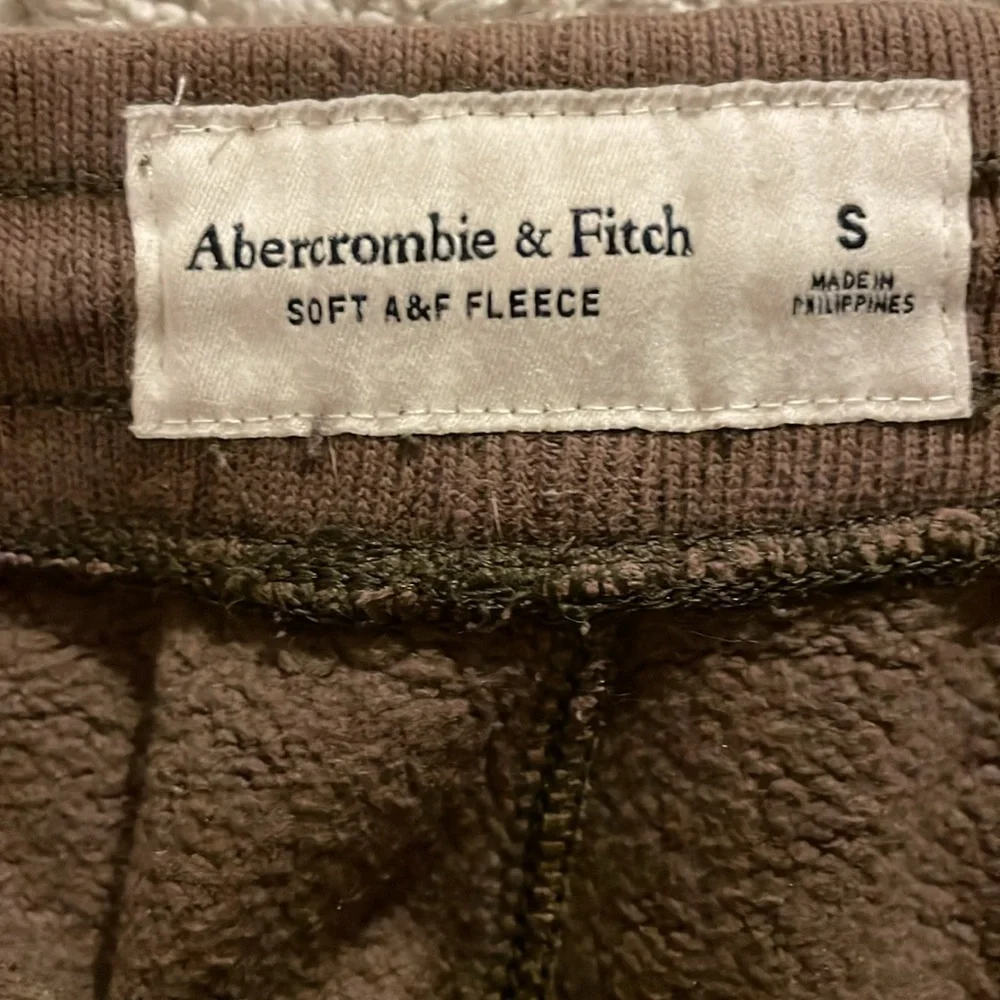 Abercrombie & Fitch
SOFT A&F FLEECE
S
MADE IN
PHILIPPINES